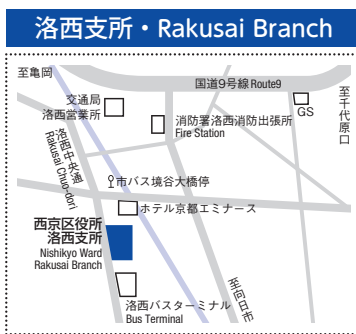 洛西支所・Rakusai Branch
至亀岡
国道9号線 Route9
交通局
洛西営業所
消防署洛西消防出張所
Fire Station
GS
至千代原口
洛西中央通
Rakusai Chuo-dori
市バス境谷大橋停
ホテル京都エミナース
西京区役所
洛西支所
Nishikyo Ward
Rakusai Branch
洛西バスターミナル
Bus Terminal
至向日市